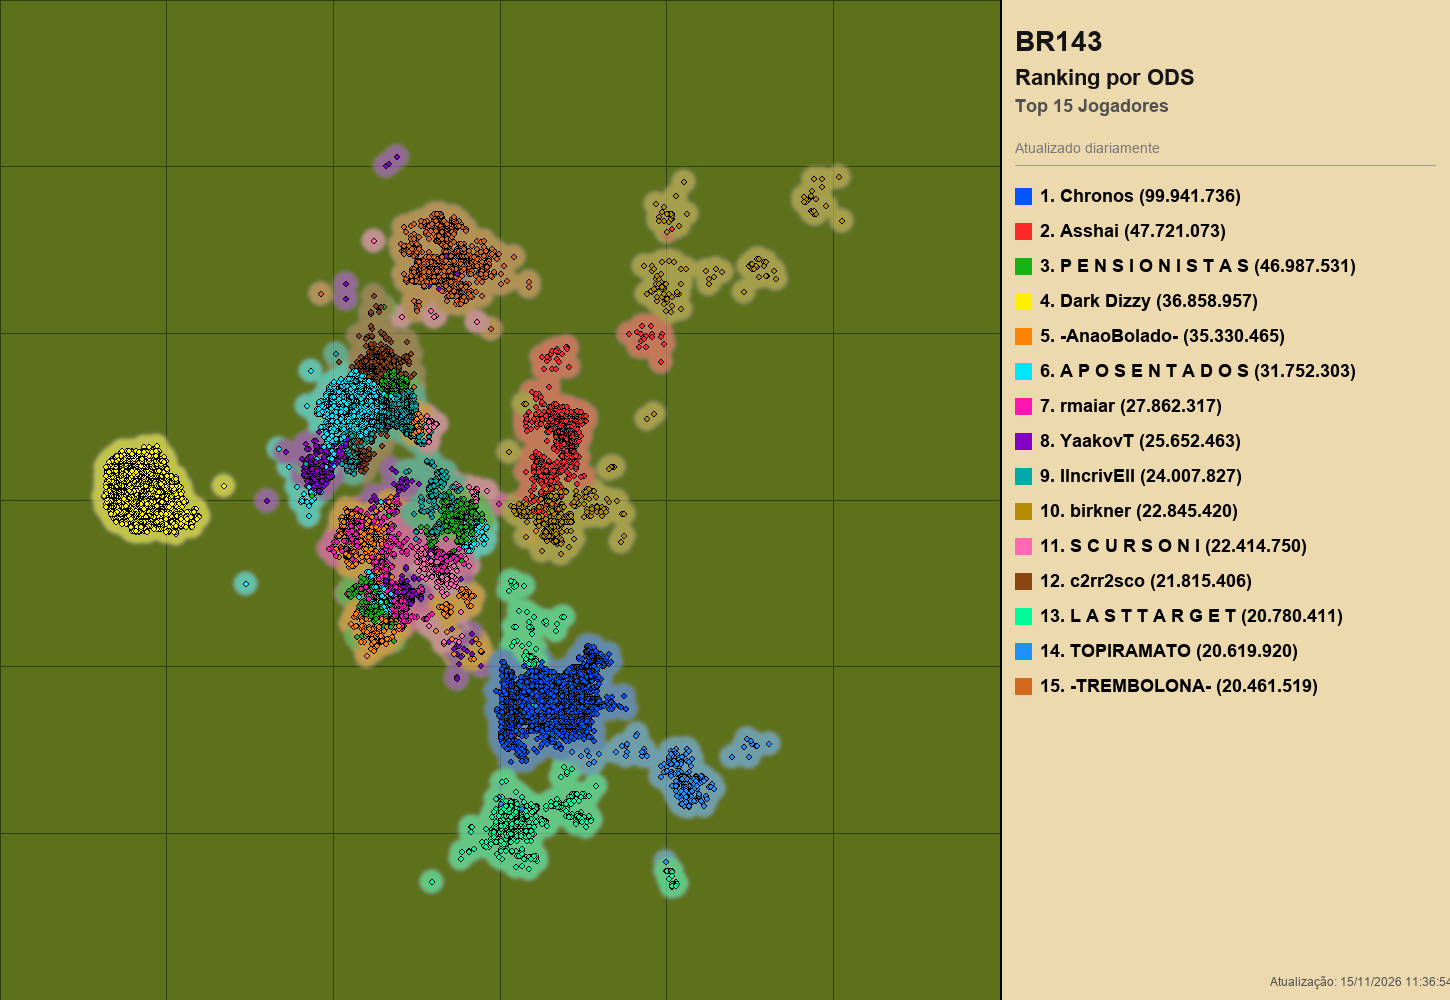 BR143
Ranking por ODS
Top 15 Jogadores
Atualizado diariamente
1. Chronos (99.941.736)
2. Asshai (47.721.073)
3. P E N S I O N I S T A S (46.987.531)
4. Dark Dizzy (36.858.957)
5. -AnaoBolado- (35.330.465)
6. A P O S E N T A D O S (31.752.303)
7. rmaiar (27.862.317)
8. YaakovT (25.652.463)
9. IIncrivEll (24.007.827)
10. birkner (22.845.420)
11. S C U R S O N I (22.414.750)
12. c2rr2sco (21.815.406)
13. L A S T T A R G E T (20.780.411)
14. TOPIRAMATO (20.619.920)
15. -TREMBOLONA- (20.461.519)
Atualização: 15/11/2026 11:36:54